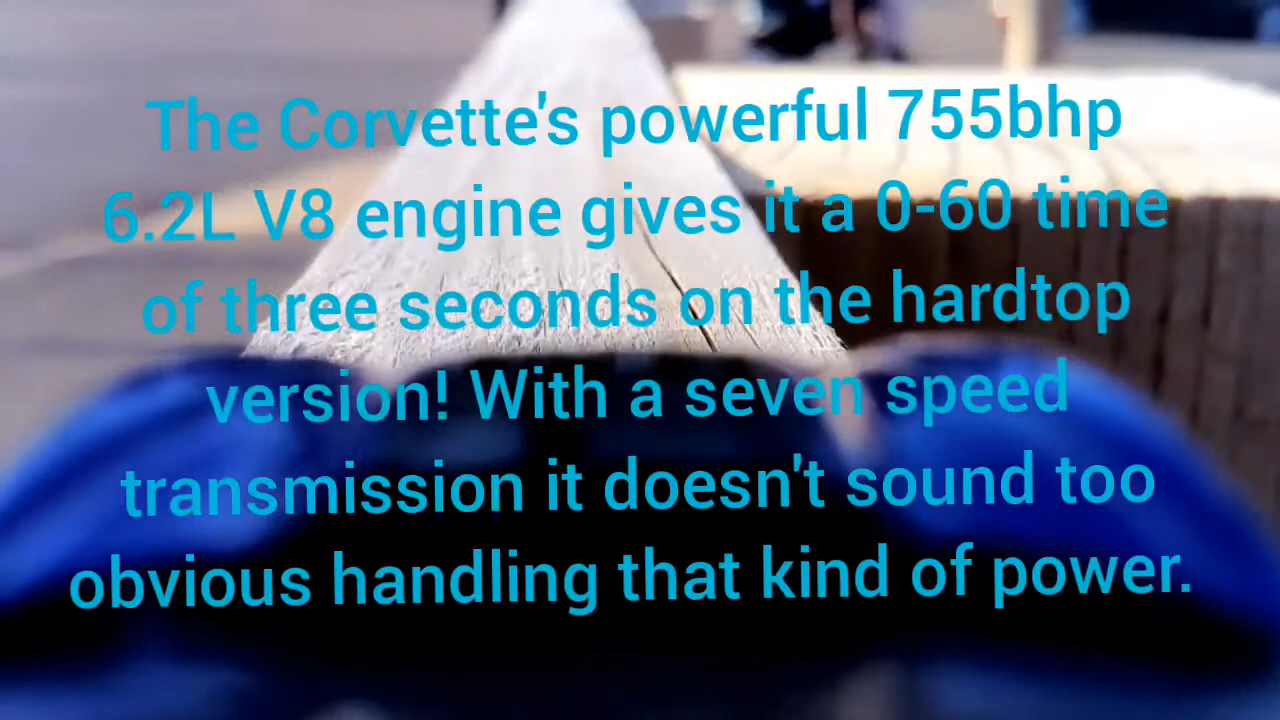 The Corvette's powerful 755bhp
6.2L V8 engine gives it a 0-60 time
of three seconds on the hardtop
version! With a seven speed
transmission it doesn't sound too
obvious handling that kind of power.